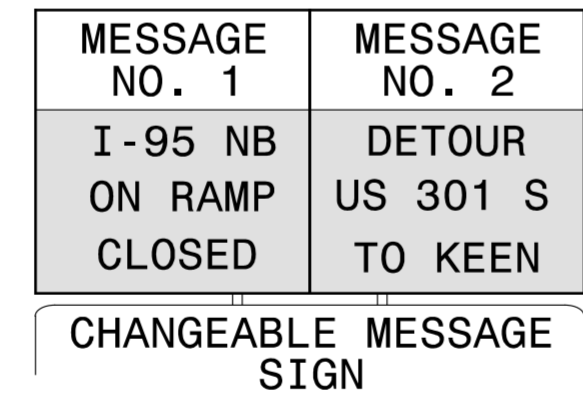 MESSAGE NO. 1
I-95 NB
ON RAMP
CLOSED
MESSAGE NO. 2
DETOUR
US 301 S
TO KEEN
CHANGEABLE MESSAGE
SIGN